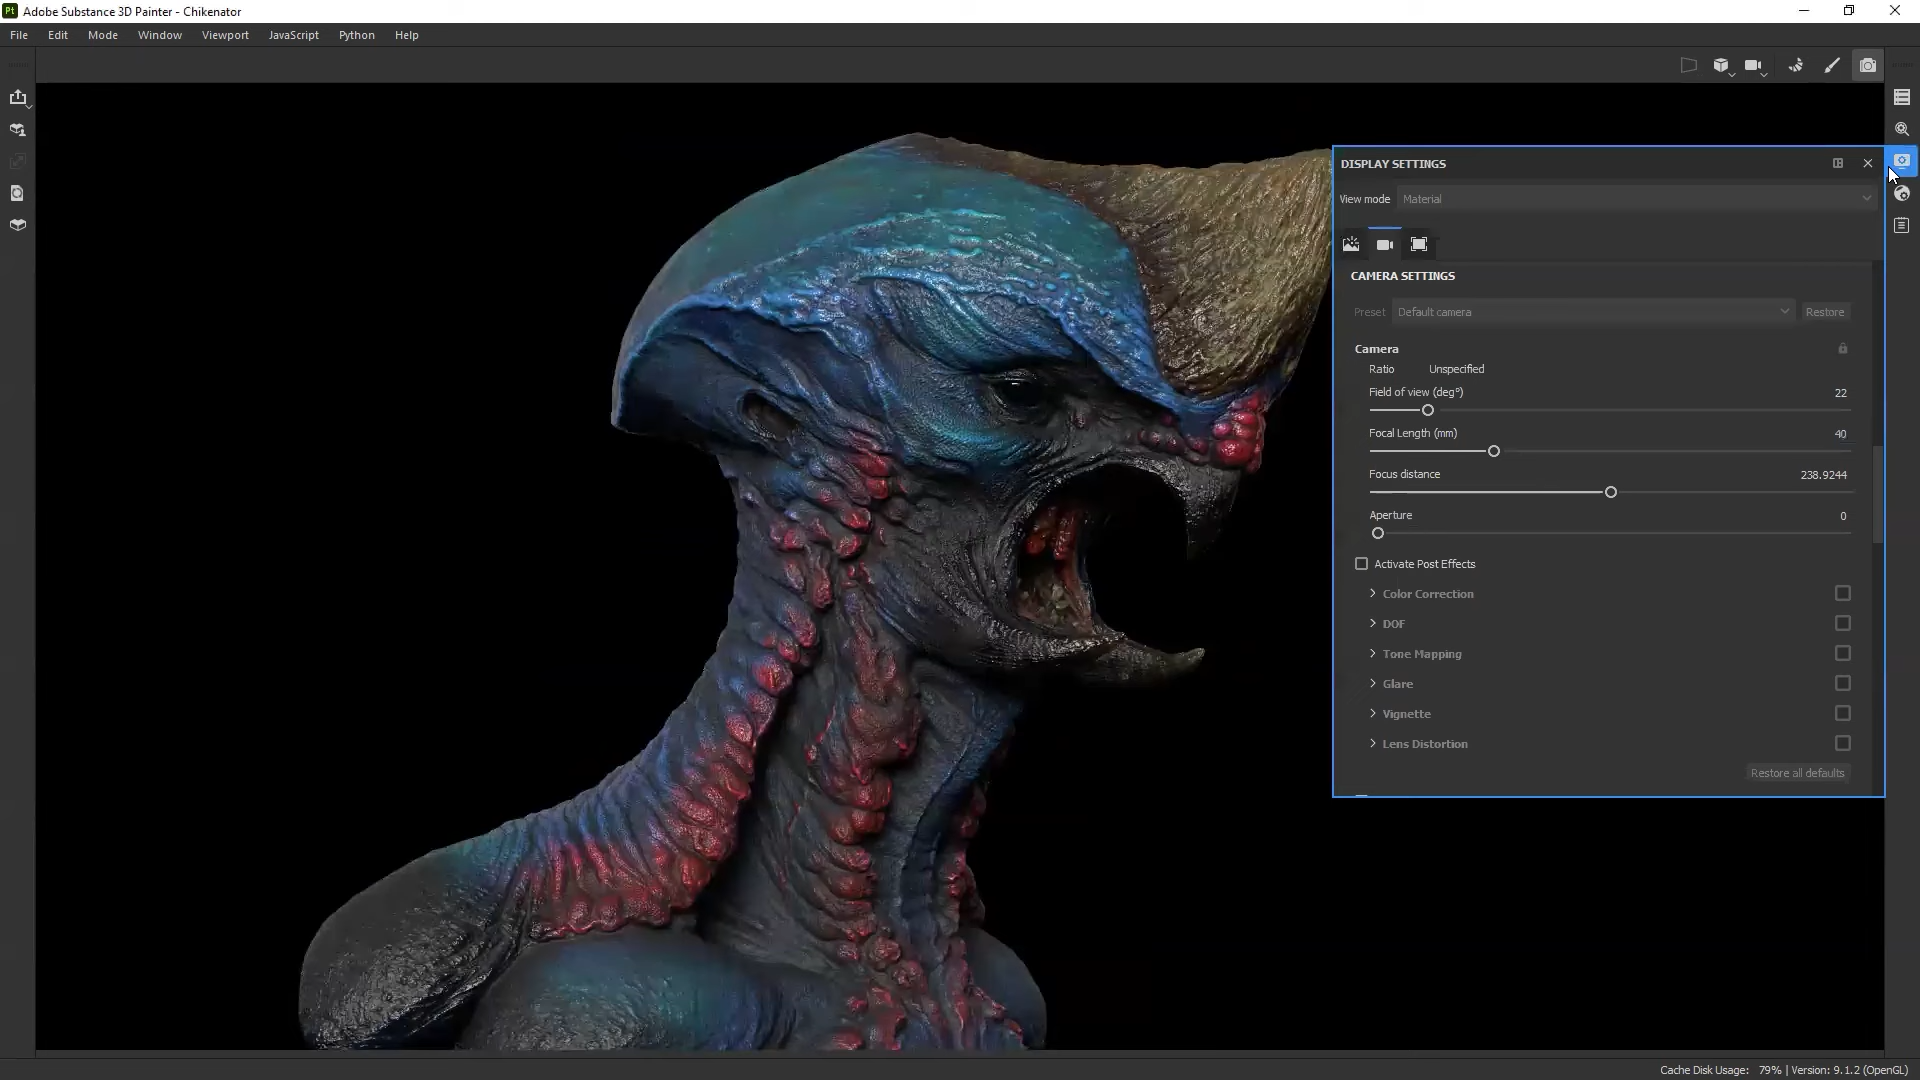 Pt Adobe Substance 3D Painter - Chikenator
File Edit Mode Window Viewport JavaScript Python Help
DISPLAY SETTINGS
View mode Material
CAMERA SETTINGS
Preset Default camera Restore
Camera
Ratio Unspecified
Field of view (deg°) 22
Focal Length (mm) 40
Focus distance 238.9244
Aperture 0
Activate Post Effects
Color Correction
DOF
Tone Mapping
Glare
Vignette
Lens Distortion
Restore all defaults
Cache Disk Usage: 79% | Version: 9.1.2 (OpenGL)